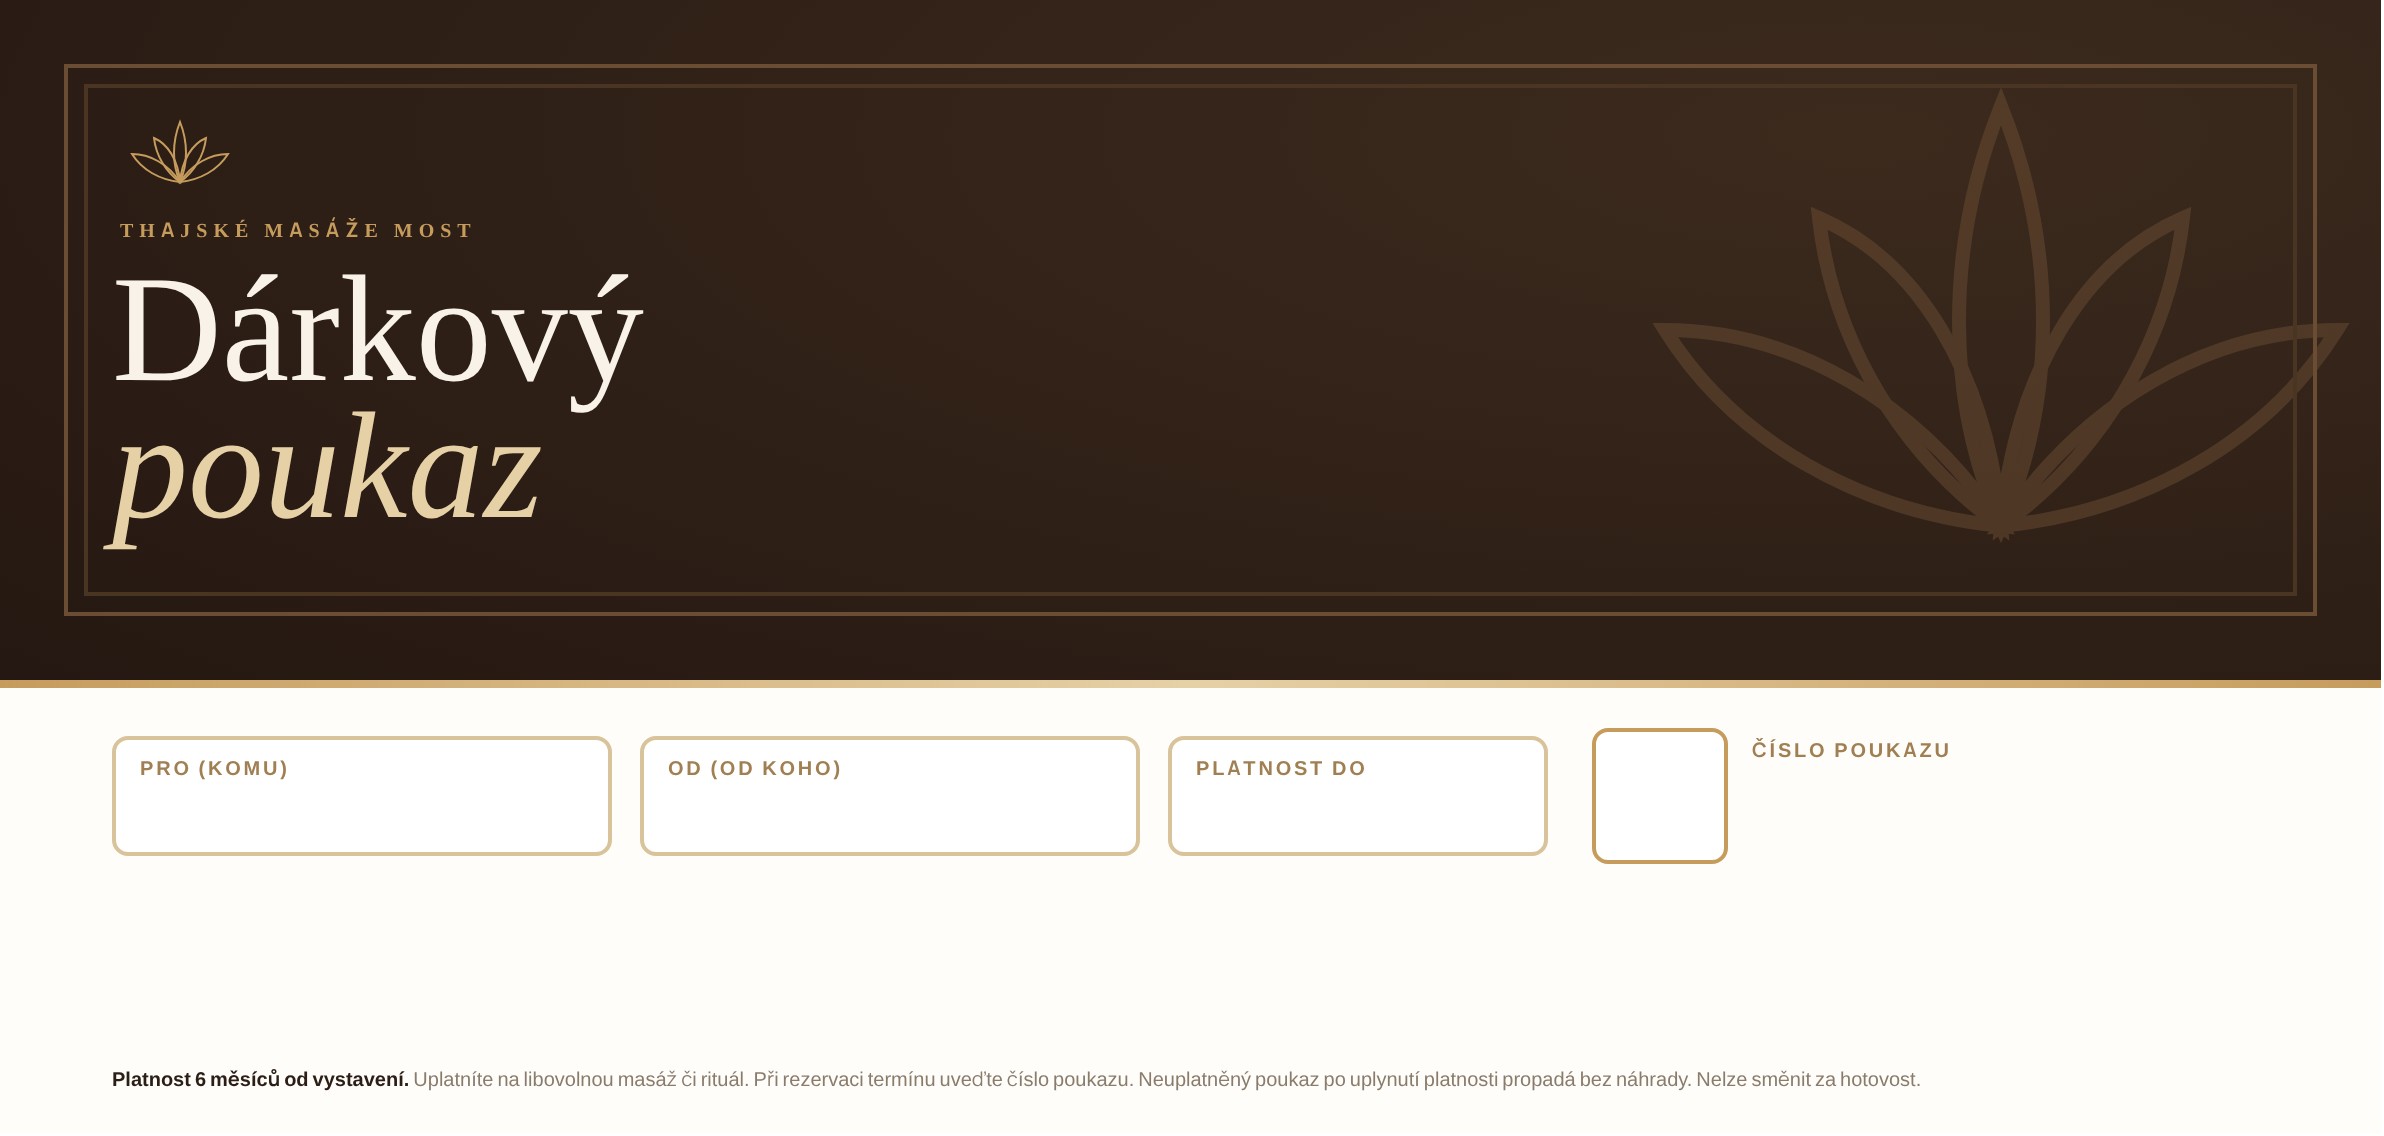 THAJSKÉ MASÁŽE MOST
Dárkový
poukaz
PRO (KOMU)
OD (OD KOHO)
PLATNOST DO
ČÍSLO POUKAZU
Platnost 6 měsíců od vystavení. Uplatníte na libovolnou masáž či rituál. Při rezervaci termínu uveďte číslo poukazu. Neuplatněný poukaz po uplynutí platnosti propadá bez náhrady. Nelze směnit za hotovost.